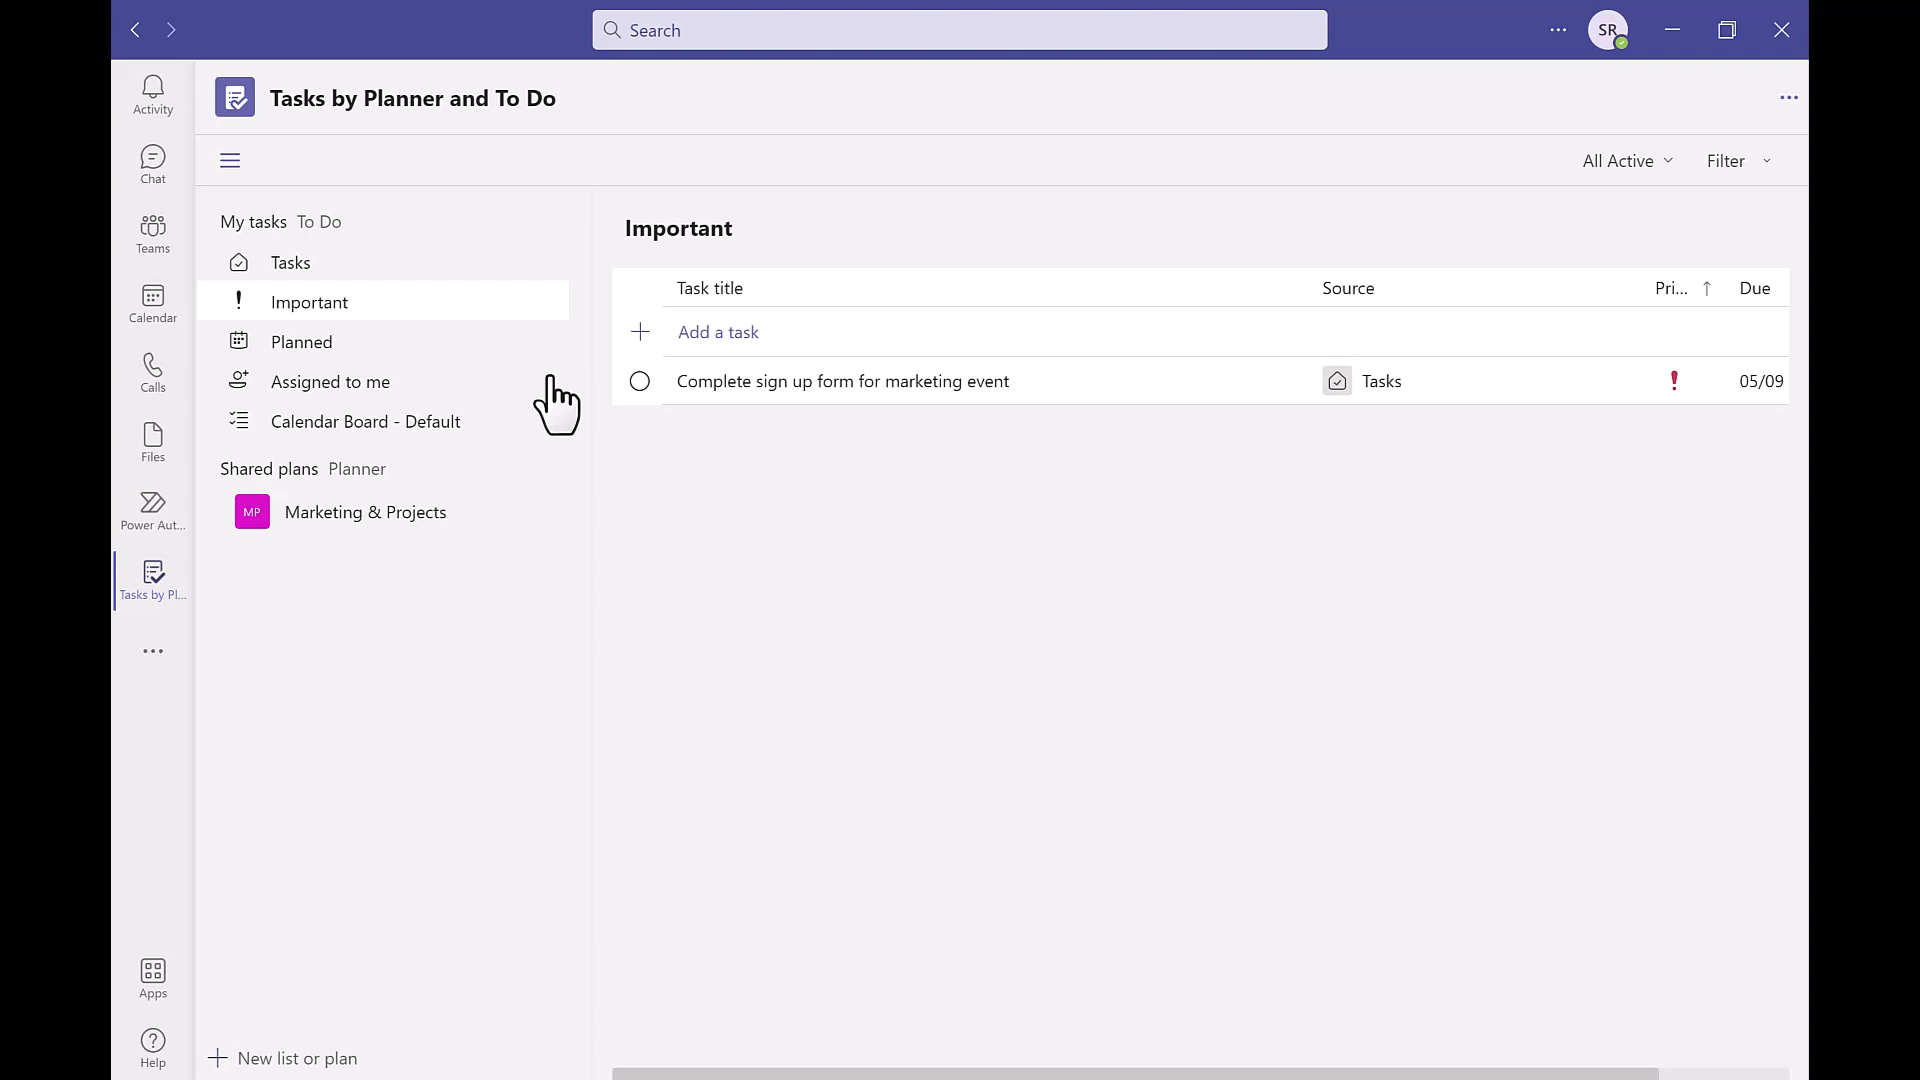 Search
SR
Activity
Chat
Teams
Calendar
Calls
Files
Power Aut...
Tasks by Pl...
Apps
Help
Tasks by Planner and To Do
All Active
Filter
My tasks To Do
Tasks
Important
Planned
Assigned to me
Calendar Board - Default
Shared plans Planner
MP Marketing & Projects
New list or plan
Important
Task title Source Pri... Due
Add a task
Complete sign up form for marketing event Tasks 05/09